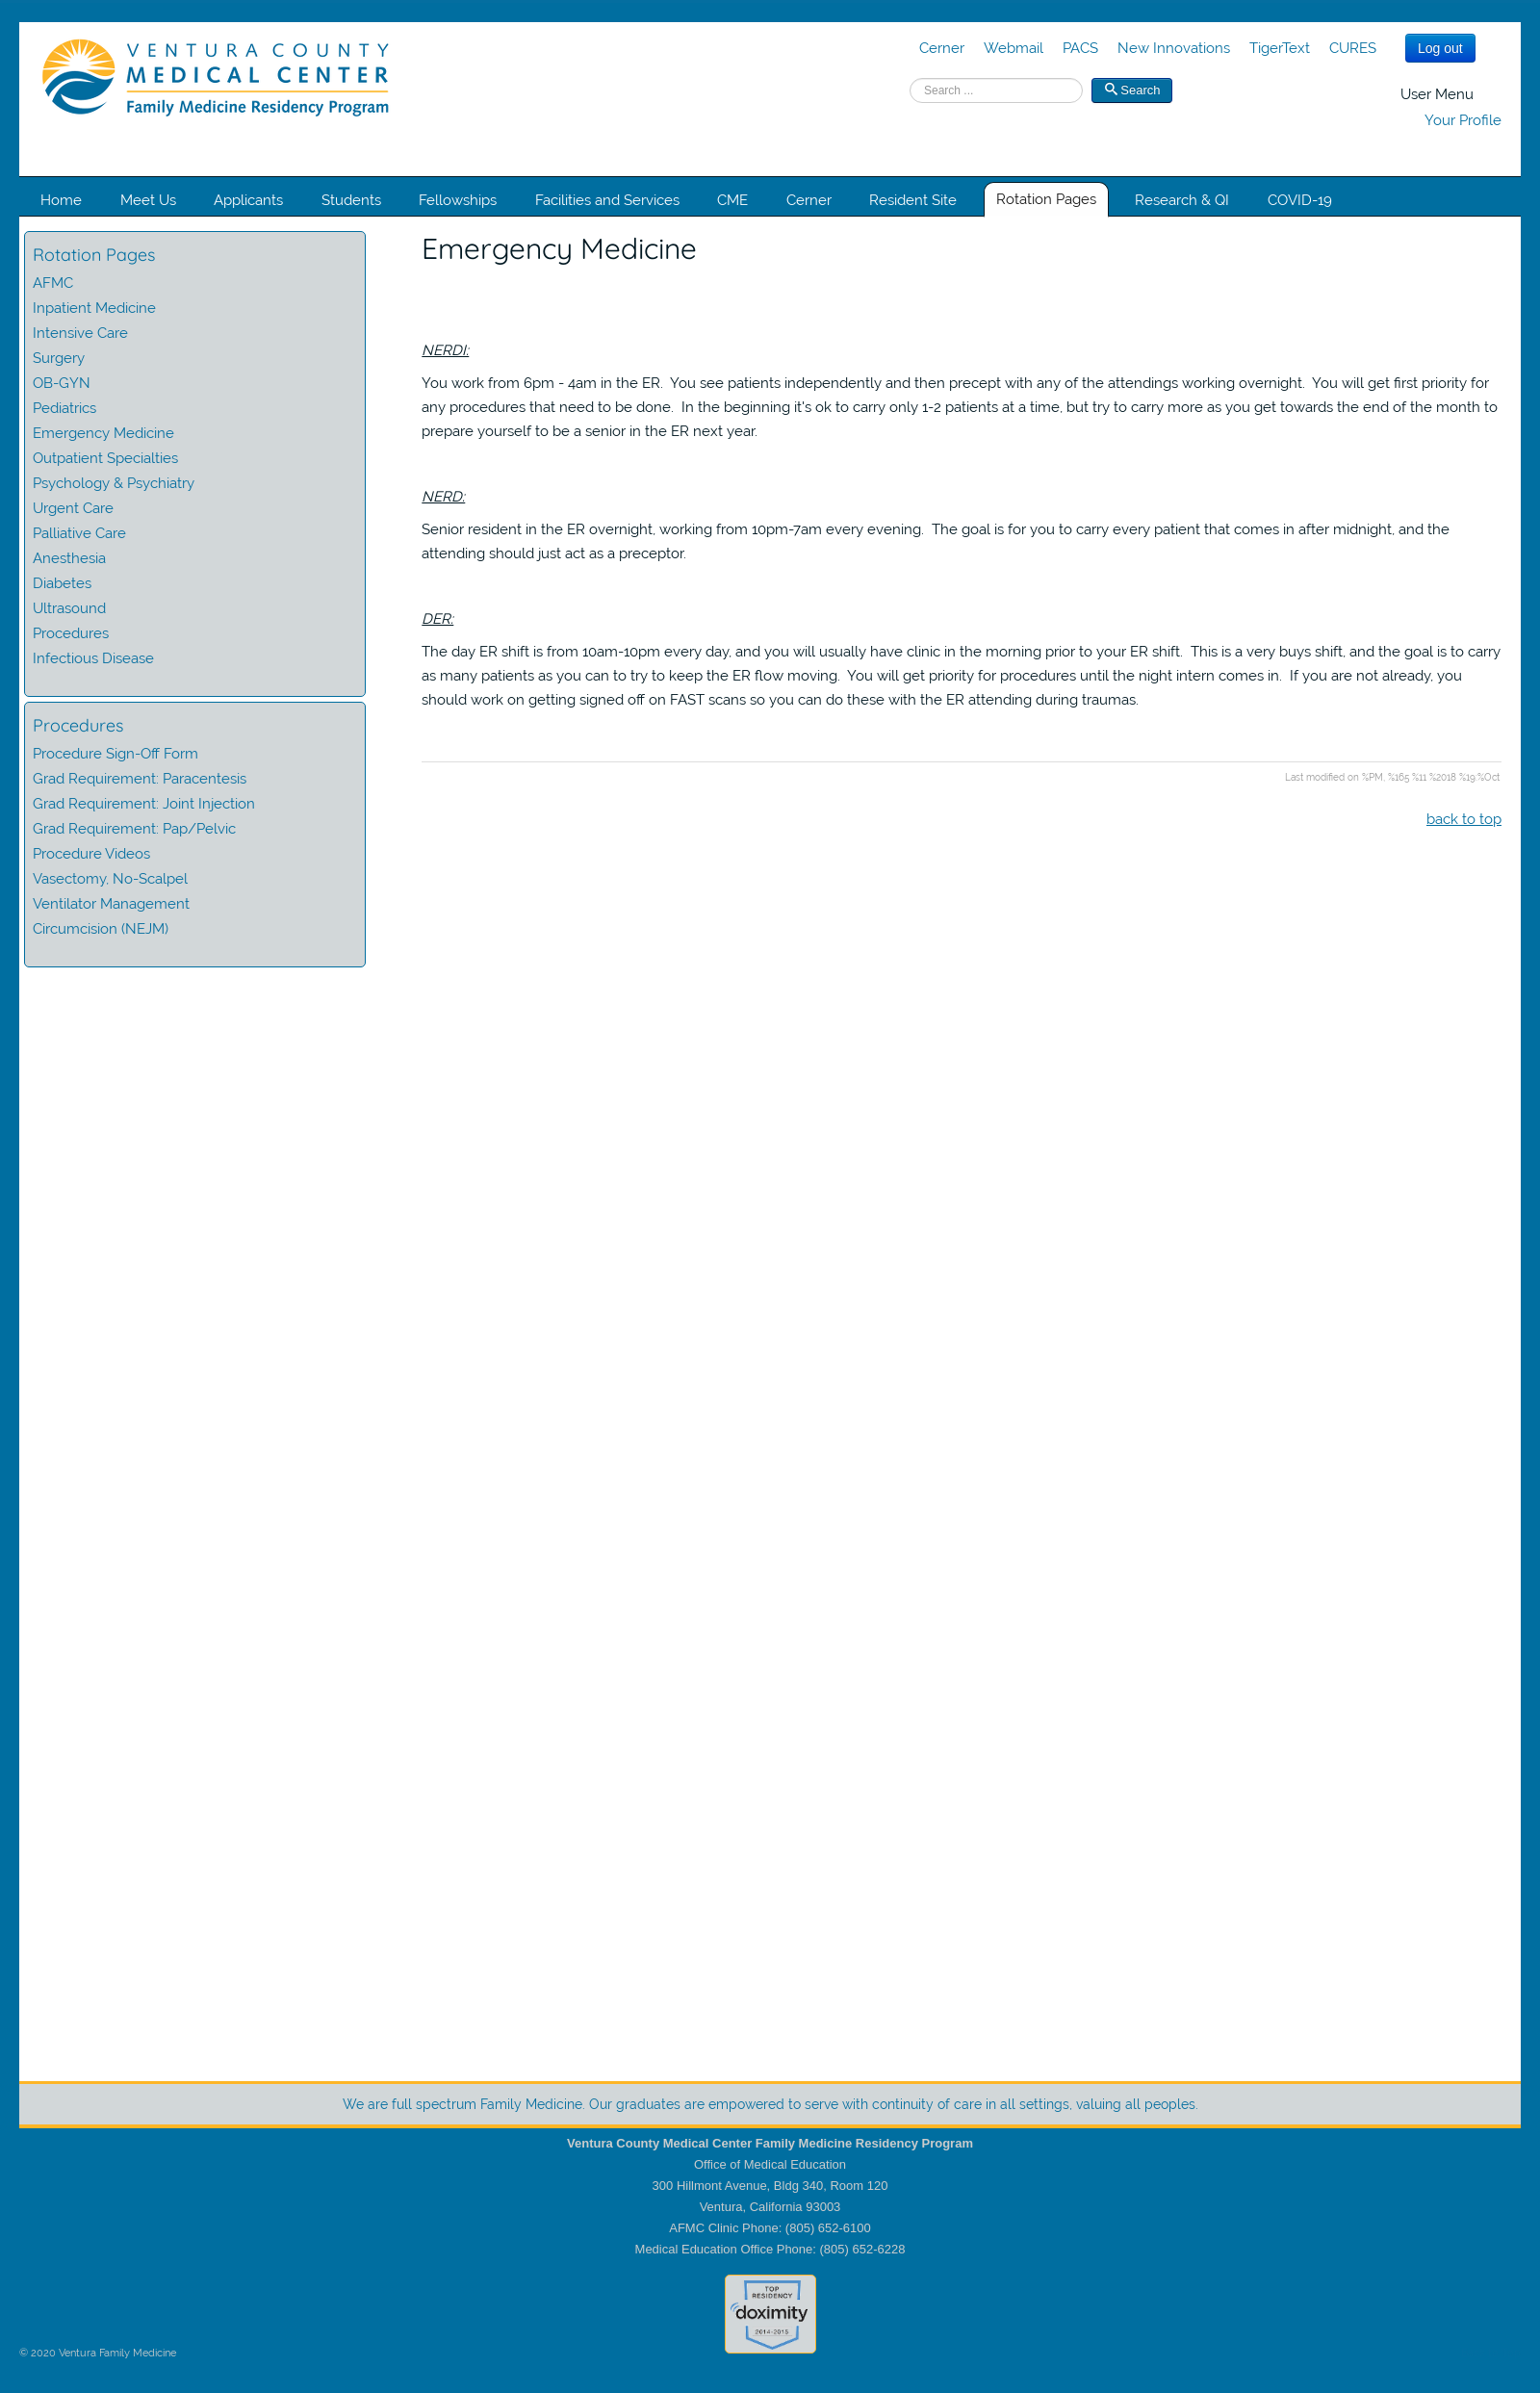 VENTURA COUNTY
MEDICAL CENTER
Family Medicine Residency Program
Cerner Webmail PACS New Innovations TigerText CURES Log out
Search ... Search
User Menu
Your Profile
Home Meet Us Applicants Students Fellowships Facilities and Services CME Cerner Resident Site Rotation Pages Research & QI COVID-19
Rotation Pages
AFMC
Inpatient Medicine
Intensive Care
Surgery
OB-GYN
Pediatrics
Emergency Medicine
Outpatient Specialties
Psychology & Psychiatry
Urgent Care
Palliative Care
Anesthesia
Diabetes
Ultrasound
Procedures
Infectious Disease
Procedures
Procedure Sign-Off Form
Grad Requirement: Paracentesis
Grad Requirement: Joint Injection
Grad Requirement: Pap/Pelvic
Procedure Videos
Vasectomy, No-Scalpel
Ventilator Management
Circumcision (NEJM)
Emergency Medicine
NERDI:
You work from 6pm - 4am in the ER.  You see patients independently and then precept with any of the attendings working overnight.  You will get first priority for
any procedures that need to be done.  In the beginning it's ok to carry only 1-2 patients at a time, but try to carry more as you get towards the end of the month to
prepare yourself to be a senior in the ER next year.
NERD:
Senior resident in the ER overnight, working from 10pm-7am every evening.  The goal is for you to carry every patient that comes in after midnight, and the
attending should just act as a preceptor.
DER:
The day ER shift is from 10am-10pm every day, and you will usually have clinic in the morning prior to your ER shift.  This is a very buys shift, and the goal is to carry
as many patients as you can to try to keep the ER flow moving.  You will get priority for procedures until the night intern comes in.  If you are not already, you
should work on getting signed off on FAST scans so you can do these with the ER attending during traumas.
Last modified on %PM, %165 %11 %2018 %19:%Oct
back to top
We are full spectrum Family Medicine. Our graduates are empowered to serve with continuity of care in all settings, valuing all peoples.
Ventura County Medical Center Family Medicine Residency Program
Office of Medical Education
300 Hillmont Avenue, Bldg 340, Room 120
Ventura, California 93003
AFMC Clinic Phone: (805) 652-6100
Medical Education Office Phone: (805) 652-6228
TOP
RESIDENCY
doximity
2014-2015
© 2020 Ventura Family Medicine